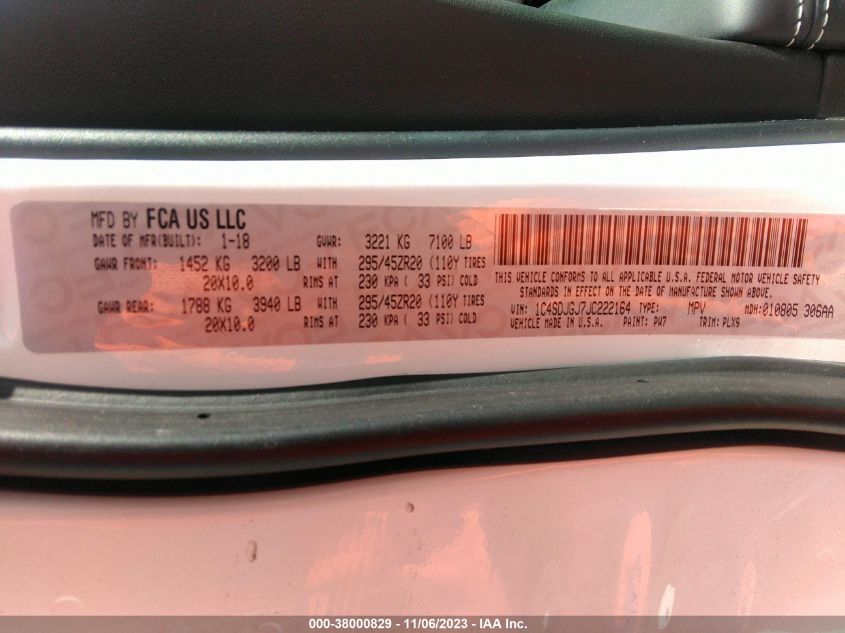 MFD BY FCA US LLC
DATE OF MFR(BUILT): 1-18 GVWR: 3221 KG 7100 LB
GAWR FRONT: 1452 KG 3200 LB WITH 295/45ZR20 (110Y TIRES
20X10.0 RIMS AT 230 KPA ( 33 PSI) COLD
GAWR REAR: 1788 KG 3940 LB WITH 295/45ZR20 (110Y TIRES
20X10.0 RIMS AT 230 KPA ( 33 PSI) COLD
THIS VEHICLE CONFORMS TO ALL APPLICABLE U.S.A. FEDERAL MOTOR VEHICLE SAFETY
STANDARDS IN EFFECT ON THE DATE OF MANUFACTURE SHOWN ABOVE.
VIN: 1C4SDJGJ7JC222164 TYPE: MPV MDH:010805 306AA
VEHICLE MADE IN U.S.A. PAINT: PW7 TRIM: PLX9
000-38000829 - 11/06/2023 - IAA Inc.